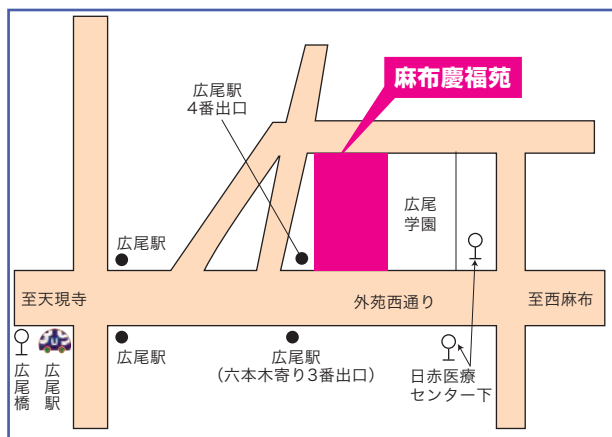 麻布慶福苑
広尾駅
4番出口
広尾
学園
広尾駅
至天現寺
外苑西通り
至西麻布
広尾橋
広尾駅
広尾駅
広尾駅
(六本木寄り3番出口)
日赤医療
センター下